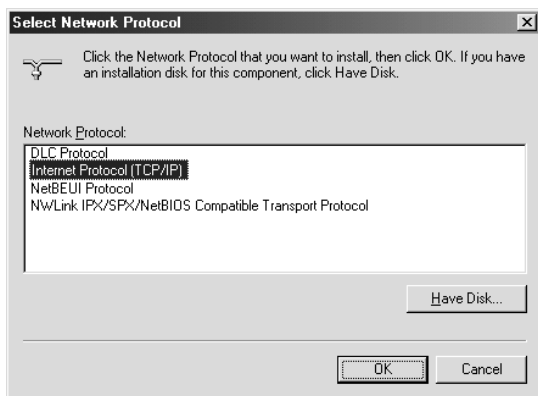 Select Network Protocol
Click the Network Protocol that you want to install, then click OK. If you have
an installation disk for this component, click Have Disk.
Network Protocol:
DLC Protocol
Internet Protocol (TCP/IP)
NetBEUI Protocol
NWLink IPX/SPX/NetBIOS Compatible Transport Protocol
Have Disk...
OK
Cancel